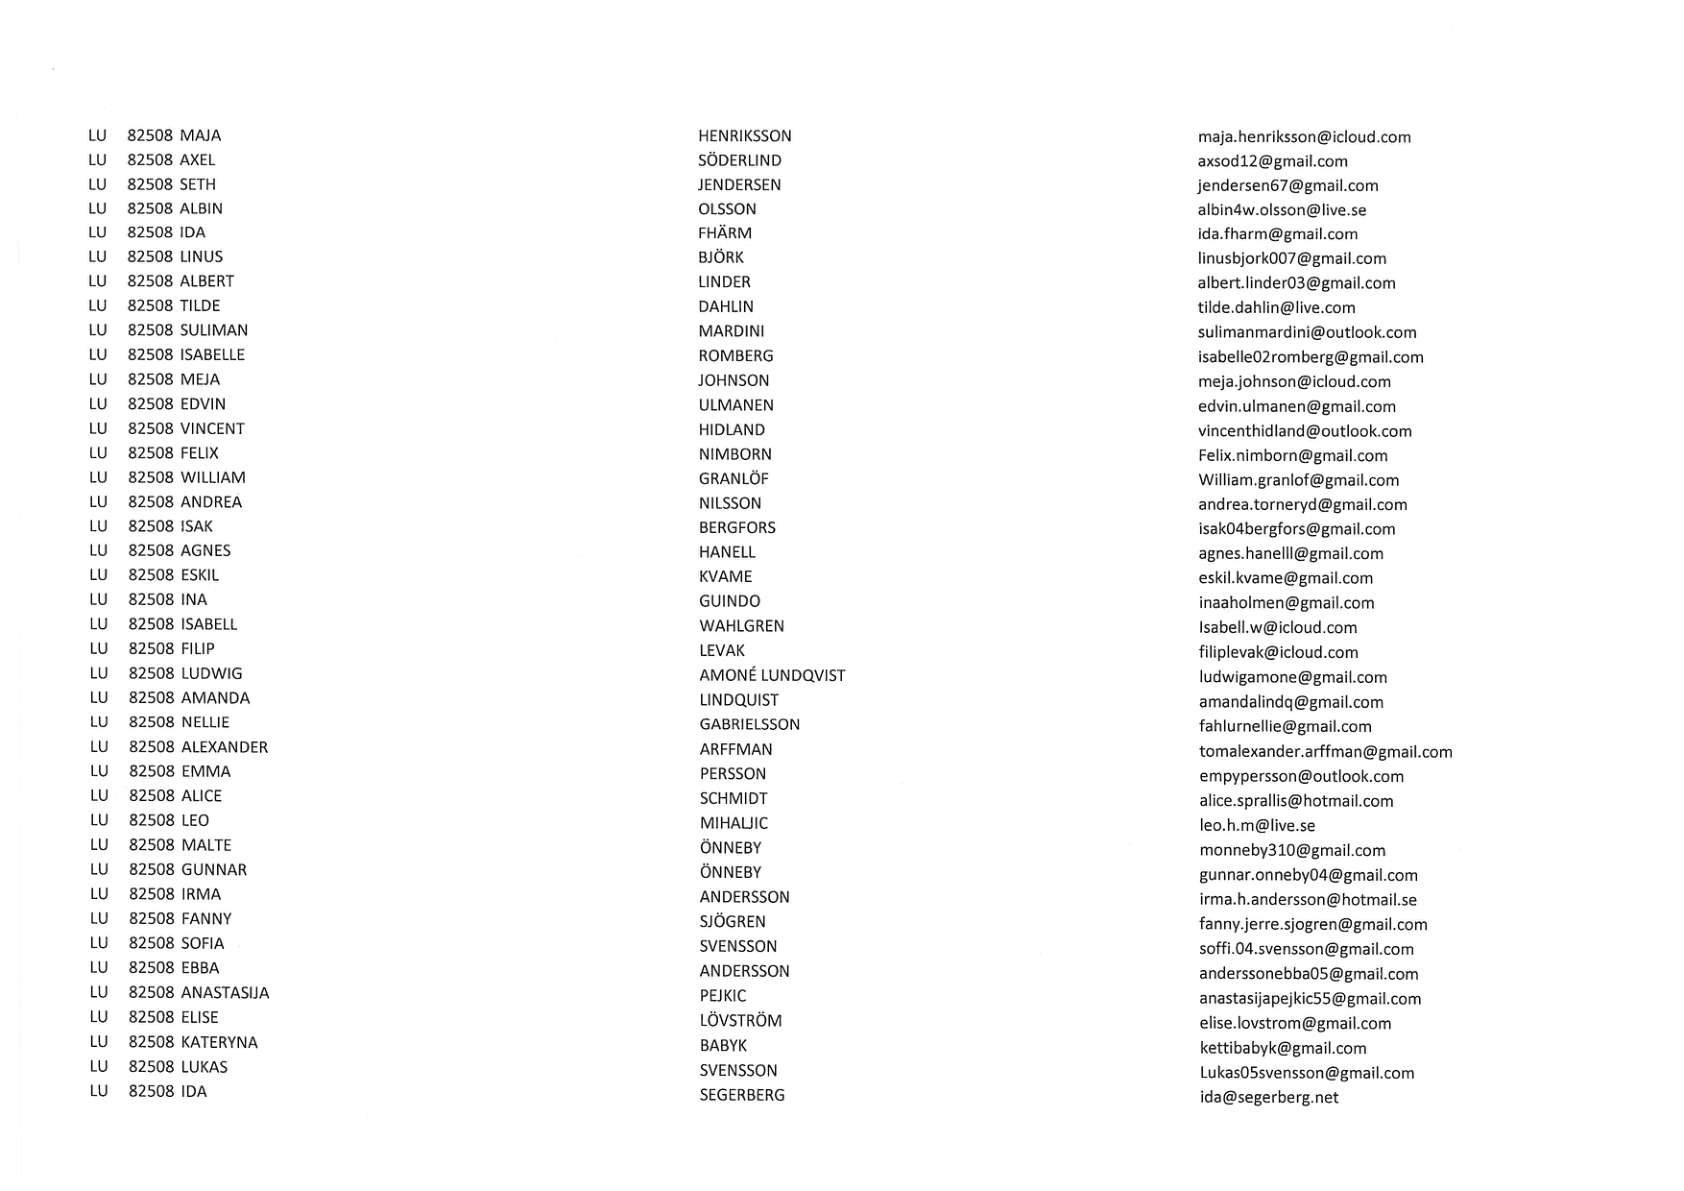 LU 82508 MAJA HENRIKSSON maja.henriksson@icloud.com
LU 82508 AXEL SÖDERLIND axsod12@gmail.com
LU 82508 SETH JENDERSEN jendersen67@gmail.com
LU 82508 ALBIN OLSSON albin4w.olsson@live.se
LU 82508 IDA FHÄRM ida.fharm@gmail.com
LU 82508 LINUS BJÖRK linusbjork007@gmail.com
LU 82508 ALBERT LINDER albert.linder03@gmail.com
LU 82508 TILDE DAHLIN tilde.dahlin@live.com
LU 82508 SULIMAN MARDINI sulimanmardini@outlook.com
LU 82508 ISABELLE ROMBERG isabelle02romberg@gmail.com
LU 82508 MEJA JOHNSON meja.johnson@icloud.com
LU 82508 EDVIN ULMANEN edvin.ulmanen@gmail.com
LU 82508 VINCENT HIDLAND vincenthidland@outlook.com
LU 82508 FELIX NIMBORN Felix.nimborn@gmail.com
LU 82508 WILLIAM GRANLÖF William.granlof@gmail.com
LU 82508 ANDREA NILSSON andrea.torneryd@gmail.com
LU 82508 ISAK BERGFORS isak04bergfors@gmail.com
LU 82508 AGNES HANELL agnes.hanelll@gmail.com
LU 82508 ESKIL KVAME eskil.kvame@gmail.com
LU 82508 INA GUINDO inaaholmen@gmail.com
LU 82508 ISABELL WAHLGREN Isabell.w@icloud.com
LU 82508 FILIP LEVAK filiplevak@icloud.com
LU 82508 LUDWIG AMONÉ LUNDQVIST ludwigamone@gmail.com
LU 82508 AMANDA LINDQUIST amandalindq@gmail.com
LU 82508 NELLIE GABRIELSSON fahlurnellie@gmail.com
LU 82508 ALEXANDER ARFFMAN tomalexander.arffman@gmail.com
LU 82508 EMMA PERSSON empypersson@outlook.com
LU 82508 ALICE SCHMIDT alice.sprallis@hotmail.com
LU 82508 LEO MIHALJIC leo.h.m@live.se
LU 82508 MALTE ÖNNEBY monneby310@gmail.com
LU 82508 GUNNAR ÖNNEBY gunnar.onneby04@gmail.com
LU 82508 IRMA ANDERSSON irma.h.andersson@hotmail.se
LU 82508 FANNY SJÖGREN fanny.jerre.sjogren@gmail.com
LU 82508 SOFIA SVENSSON soffi.04.svensson@gmail.com
LU 82508 EBBA ANDERSSON anderssonebba05@gmail.com
LU 82508 ANASTASIJA PEJKIC anastasijapejkic55@gmail.com
LU 82508 ELISE LÖVSTRÖM elise.lovstrom@gmail.com
LU 82508 KATERYNA BABYK kettibabyk@gmail.com
LU 82508 LUKAS SVENSSON Lukas05svensson@gmail.com
LU 82508 IDA SEGERBERG ida@segerberg.net